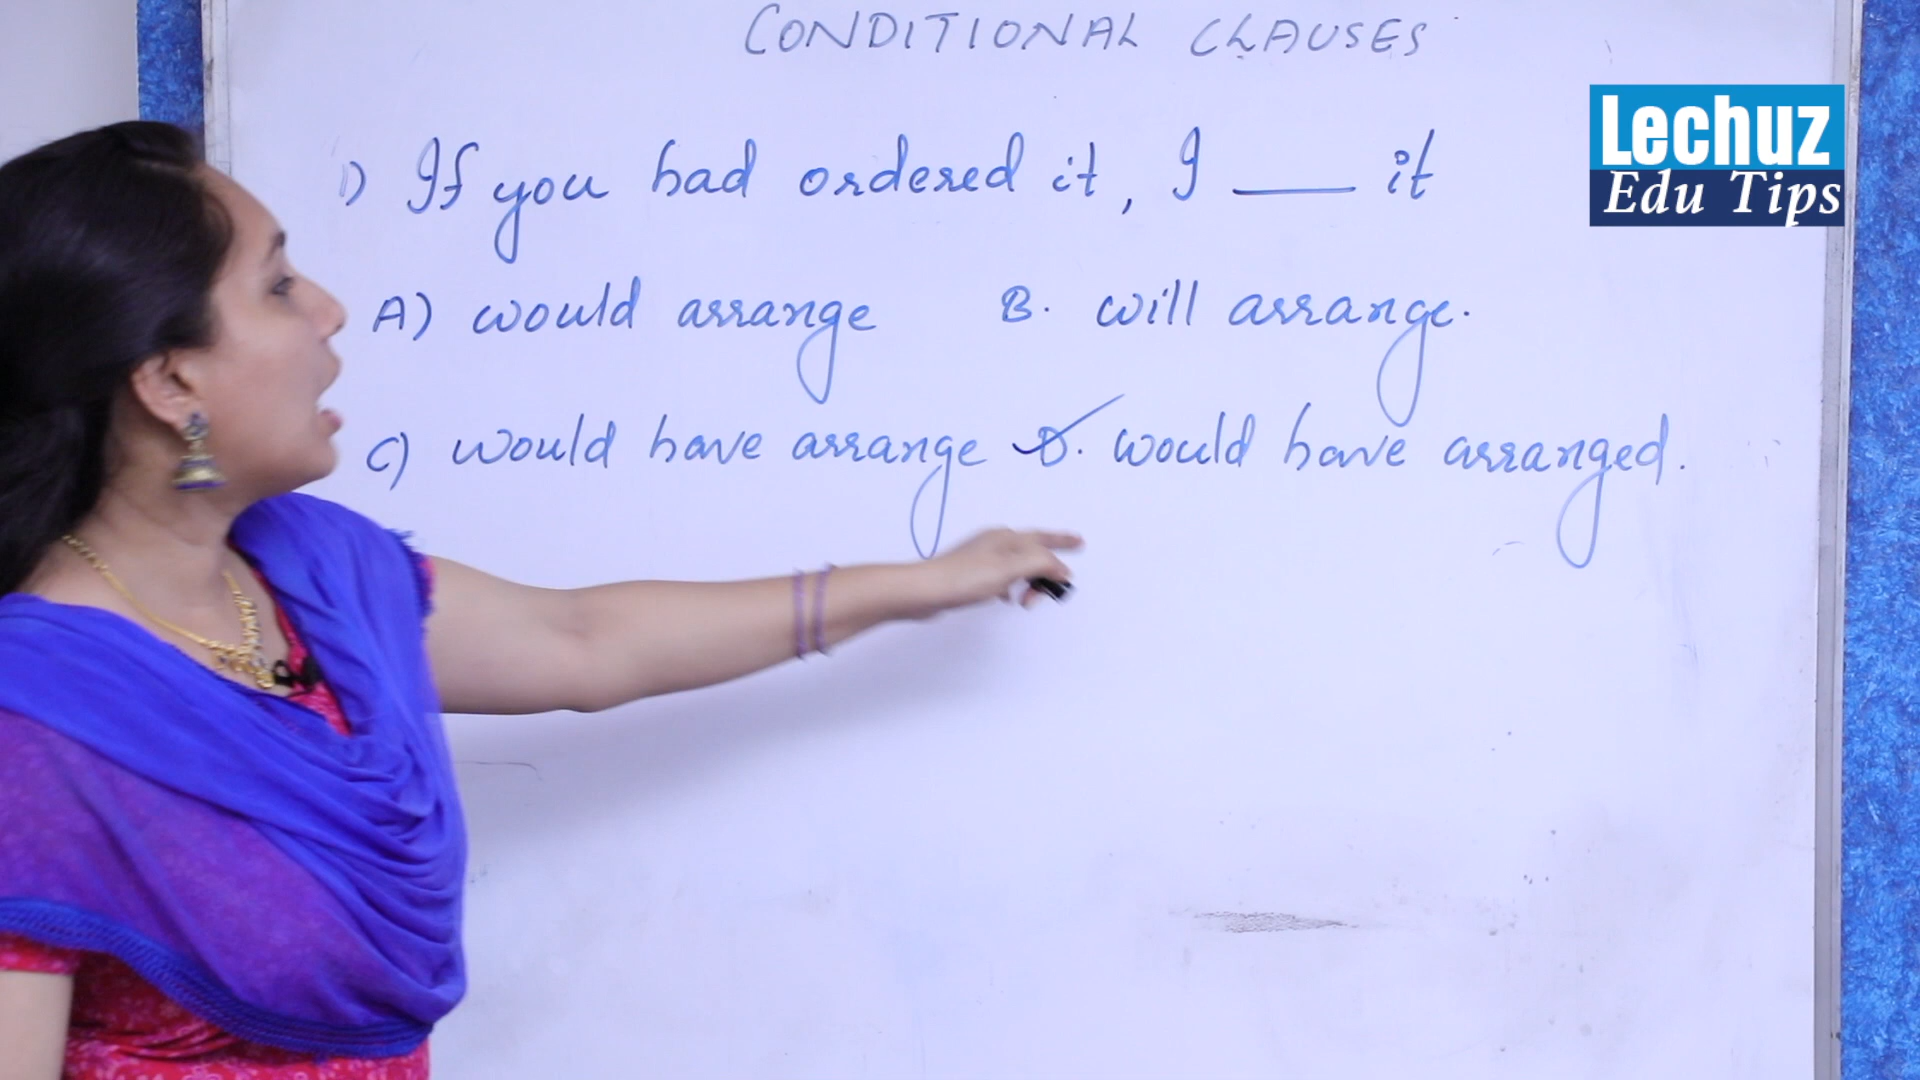 CONDITIONAL CLAUSES
Lechuz
Edu Tips
1) If you had ordered it, I ___ it
A) would arrange B. will arrange.
C) would have arrange D. would have arranged.